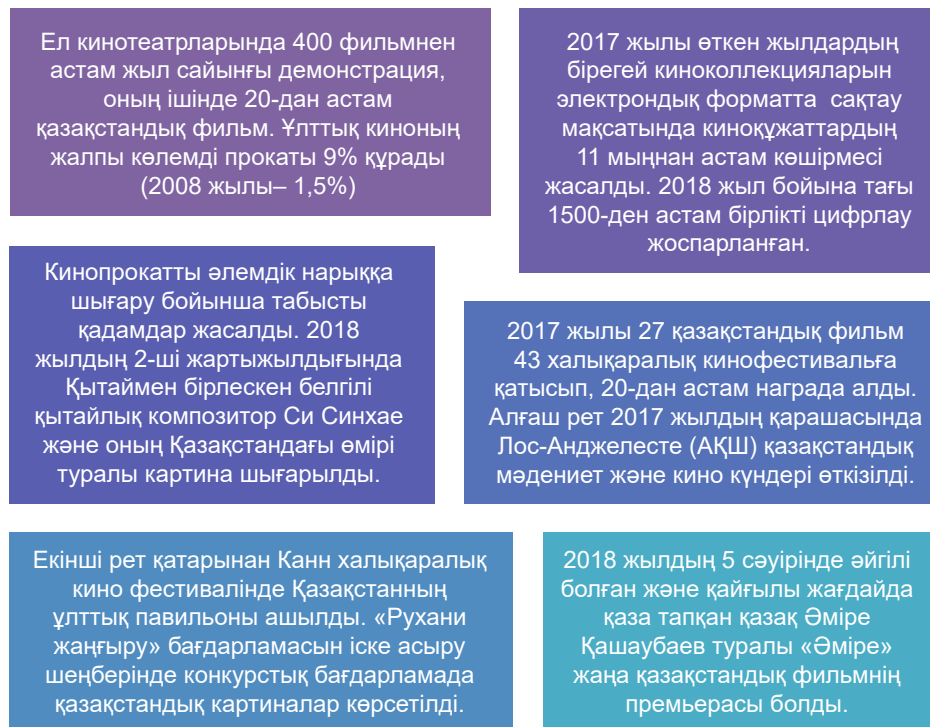 Ел кинотеатрларында 400 фильмнен
астам жыл сайынғы демонстрация,
оның ішінде 20-дан астам
қазақстандық фильм. Ұлттық киноның
жалпы көлемді прокаты 9% құрады
(2008 жылы– 1,5%)
2017 жылы өткен жылдардың
бірегей киноколлекцияларын
электрондық форматта сақтау
мақсатында киноқұжаттардың
11 мыңнан астам көшірмесі
жасалды. 2018 жыл бойына тағы
1500-ден астам бірлікті цифрлау
жоспарланған.
Кинопрокатты әлемдік нарыққа
шығару бойынша табысты
қадамдар жасалды. 2018
жылдың 2-ші жартыжылдығында
Қытаймен бірлескен белгілі
қытайлық композитор Си Синхае
және оның Қазақстандағы өмірі
туралы картина шығарылды.
2017 жылы 27 қазақстандық фильм
43 халықаралық кинофестивальға
қатысып, 20-дан астам награда алды.
Алғаш рет 2017 жылдың қарашасында
Лос-Анджелесте (АҚШ) қазақстандық
мәдениет және кино күндері өткізілді.
Екінші рет қатарынан Канн халықаралық
кино фестивалінде Қазақстанның
ұлттық павильоны ашылды. «Рухани
жаңғыру» бағдарламасын іске асыру
шеңберінде конкурстық бағдарламада
қазақстандық картиналар көрсетілді.
2018 жылдың 5 сәуірінде әйгілі
болған және қайғылы жағдайда
қаза тапқан қазақ Әміре
Қашаубаев туралы «Әміре»
жаңа қазақстандық фильмнің
премьерасы болды.